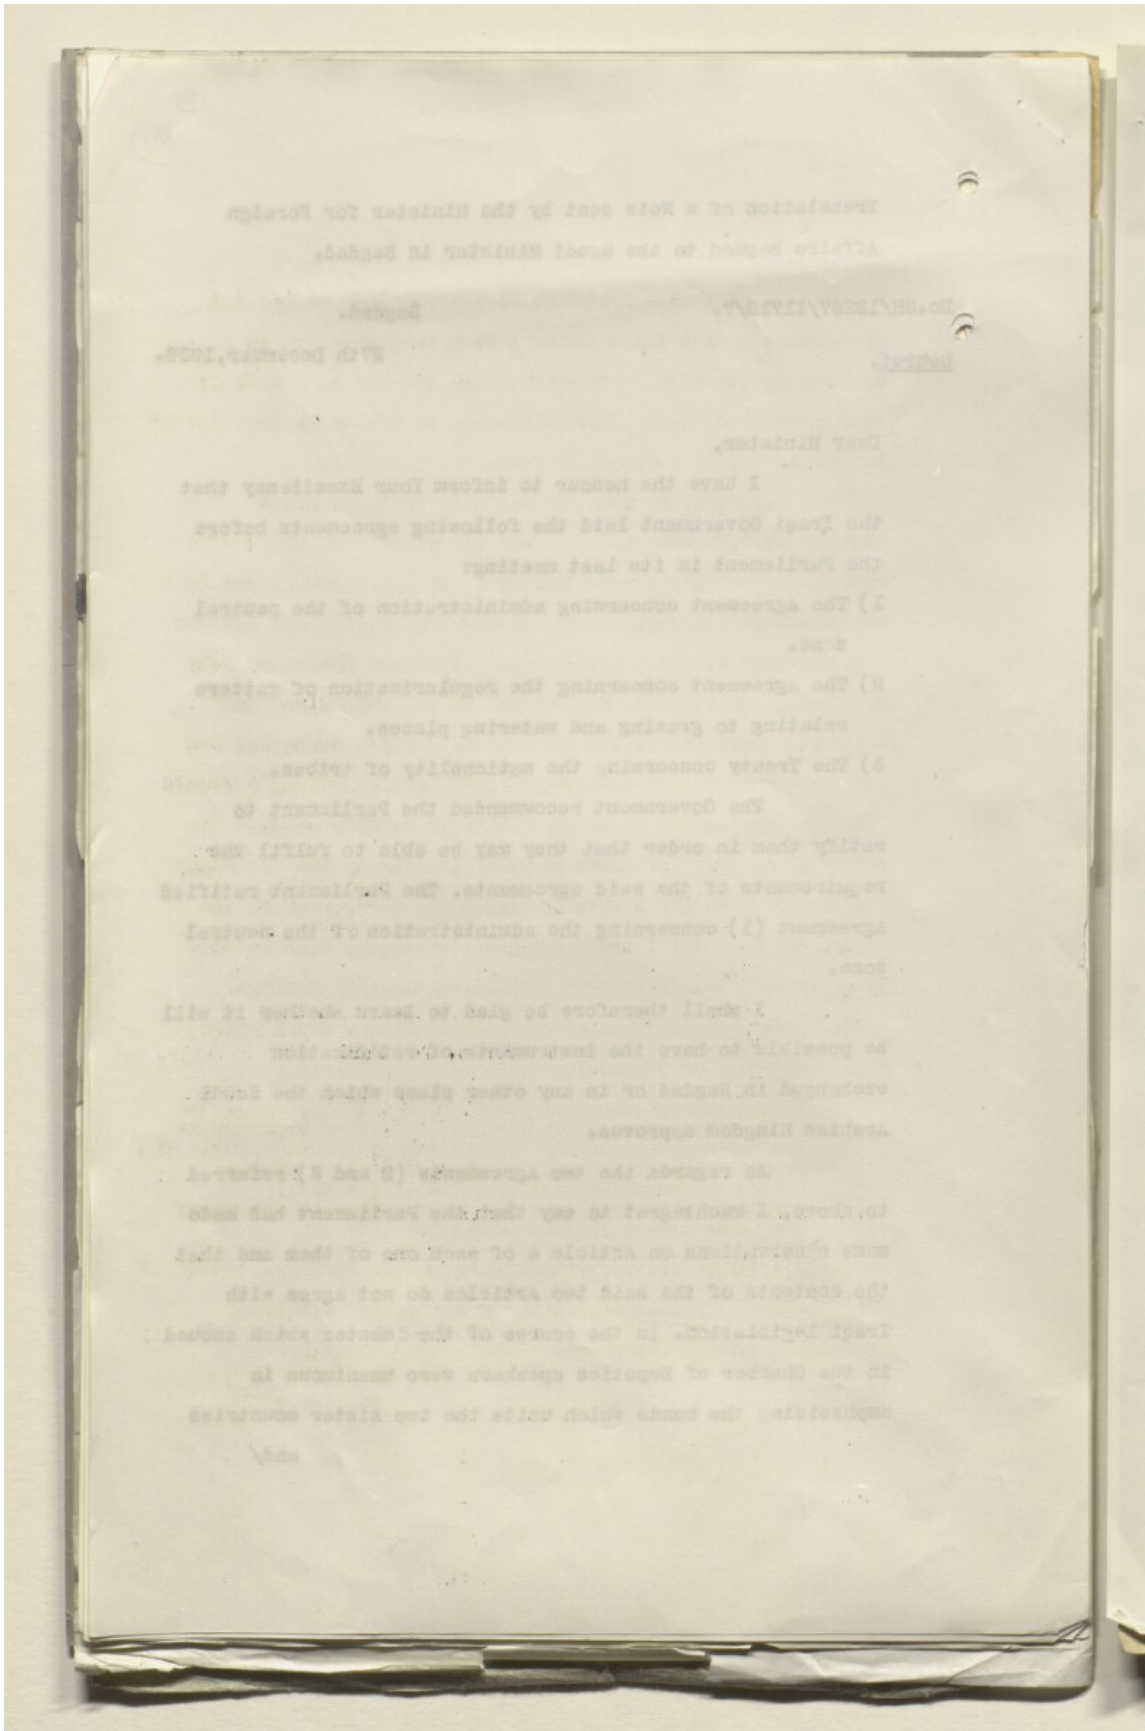 Translation of a Note sent by the Minister for Foreign
Affairs Bagdad to the Saudi Minister in Bagdad.
Bagdad.
27th December, 1939.
Dear Minister,
I have the honour to inform Your Excellency that
the Iraqi Government laid the following agreements before
the Parliament in its last meeting:
1) The Agreement concerning administration of the neutral
zone.
2) The Agreement concerning the regularization of matters
relating to grazing and watering places.
3) The Treaty concerning the nationality of tribes.
The Government recommended the Parliament to
ratify them in order that they may be able to fulfil the
requirements of the said agreements. The Parliament ratified
Agreement (1) concerning the administration of the neutral
zone.
I shall therefore be glad to learn whether it will
be possible to have the instruments of ratification
exchanged in Bagdad or in any other place which the Saudi
Arabian Kingdom approves.
As regards the two Agreements (2 and 3) referred
to above, I much regret to say that the Parliament had made
some observations on Article 4 of each one of them and that
the contents of the said two Articles do not agree with
Iraqi legislation. In the course of the debates which ensued
in the Chamber of Deputies speakers were unanimous in
emphasising the bonds which unite the two sister countries
and/